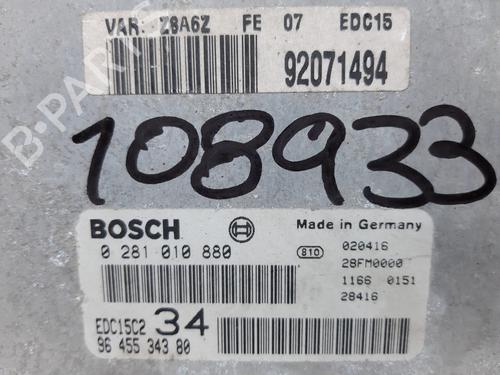 VAR: Z8A6Z FE 07 EDC15
92071494
108933
BOSCH
Made in Germany
0 281 010 880
810
020416
28FM0000
1166 0151
28416
EDC15C2 34
96 455 343 80
B-PARTS